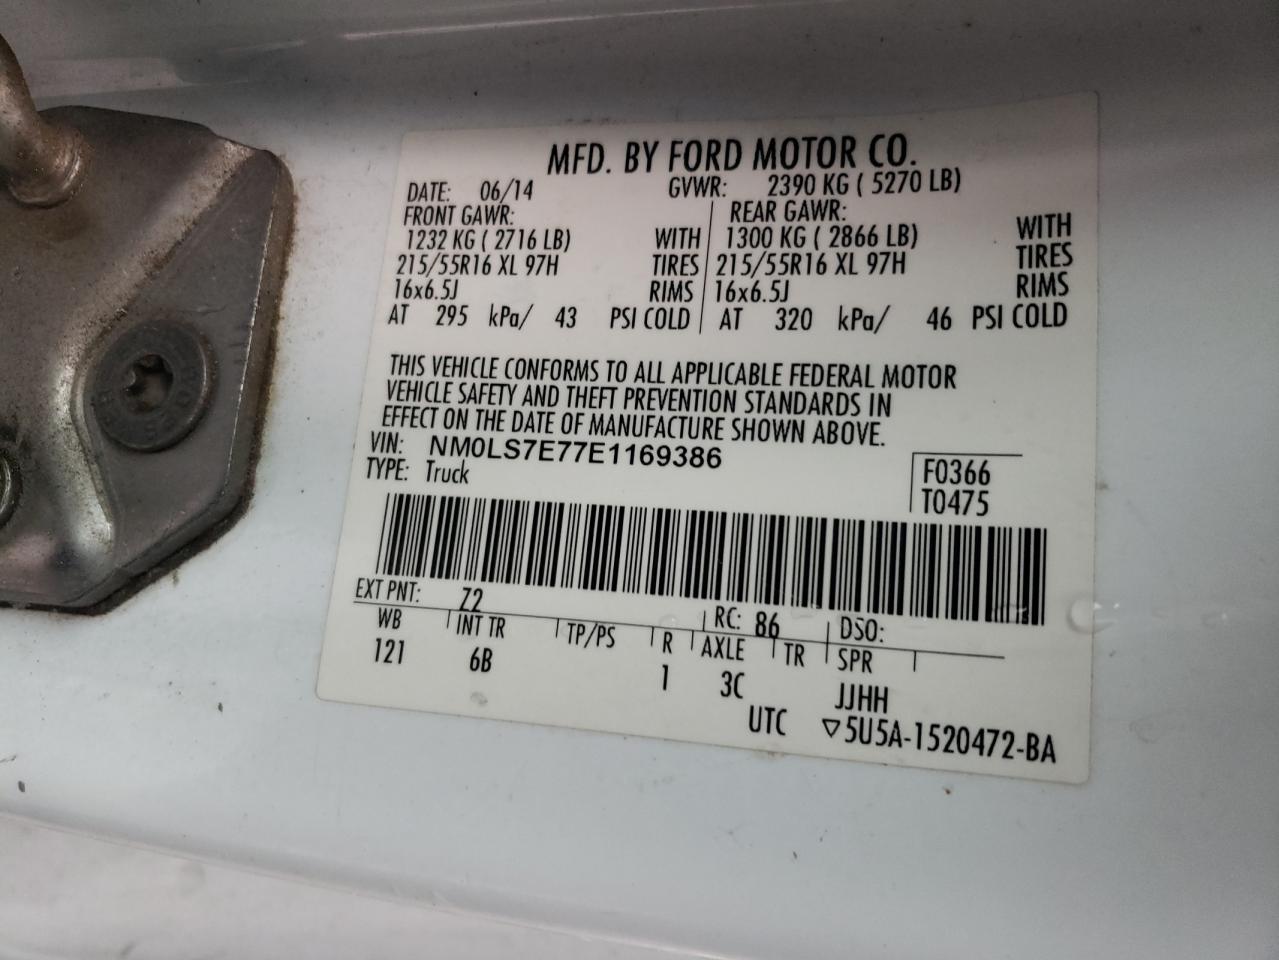 MFD. BY FORD MOTOR CO.
DATE: 06/14 GVWR: 2390 KG ( 5270 LB)
FRONT GAWR: REAR GAWR:
1232 KG ( 2716 LB) WITH 1300 KG ( 2866 LB) WITH
215/55R16 XL 97H TIRES 215/55R16 XL 97H TIRES
16x6.5J RIMS 16x6.5J RIMS
AT 295 kPa/ 43 PSI COLD AT 320 kPa/ 46 PSI COLD
THIS VEHICLE CONFORMS TO ALL APPLICABLE FEDERAL MOTOR
VEHICLE SAFETY AND THEFT PREVENTION STANDARDS IN
EFFECT ON THE DATE OF MANUFACTURE SHOWN ABOVE.
VIN: NM0LS7E77E1169386
TYPE: Truck
F0366
T0475
EXT PNT: Z2 RC: 86 DSO:
WB INT TR TP/PS R AXLE TR SPR
121 6B 1 3C JJHH
UTC ▽5U5A-1520472-BA